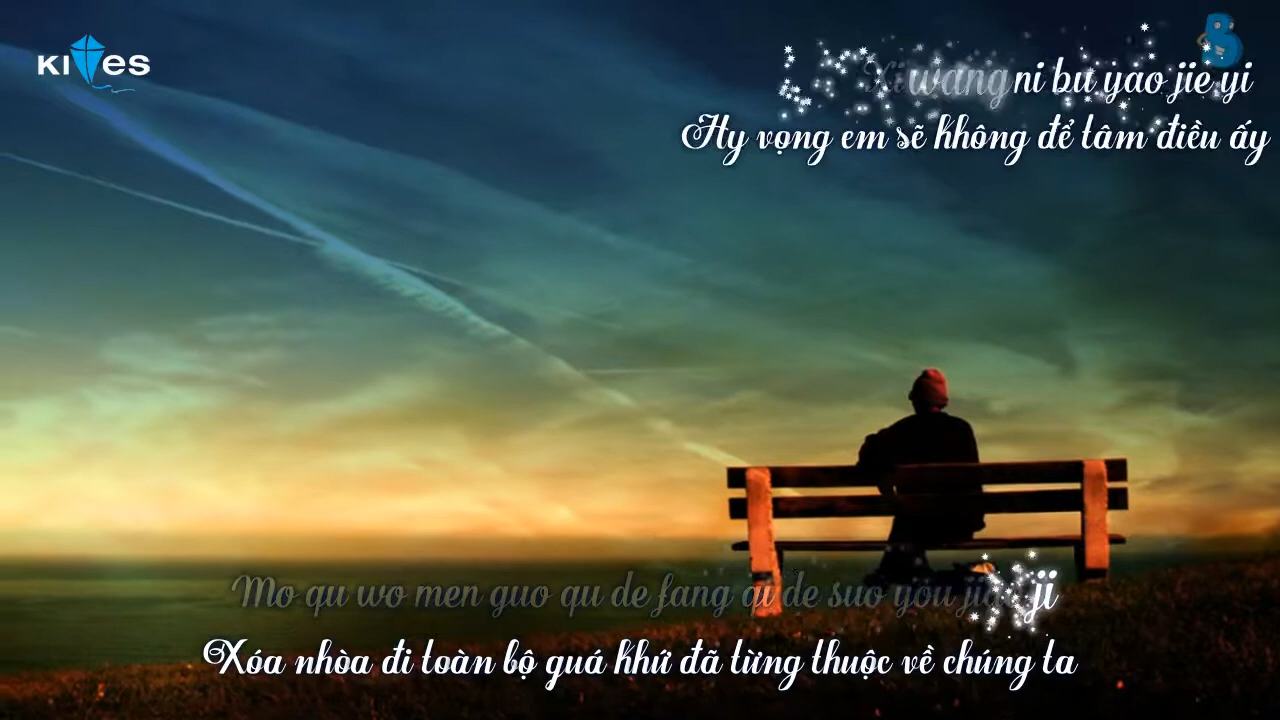 KITES
Xi wang ni bu yao jie yi
Hy vọng em sẽ không để tâm điều ấy
Mo qu wo men guo qu de fang qi de suo you jie ji
Xóa nhòa đi toàn bộ quá khứ đã từng thuộc về chúng ta